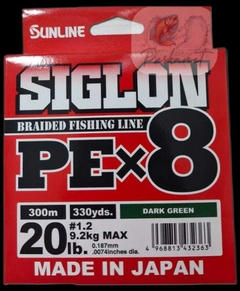 SUNLINE
SIGLON
BRAIDED FISHING LINE
PE×8
300m 330yds. DARK GREEN
20lb. #1.2
9.2kg MAX
0.187mm
.0074inches dia.
4 968813 432363
MADE IN JAPAN